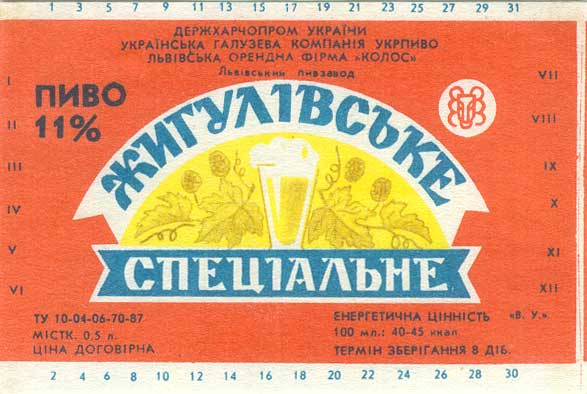 1 3 5 7 9 11 13 15 17 19 21 23 25 27 29 31
ДЕРЖХАРЧОПРОМ УКРАЇНИ
УКРАЇНСЬКА ГАЛУЗЕВА КОМПАНІЯ УКРПИВО
ЛЬВІВСЬКА ОРЕНДНА ФІРМА «КОЛОС»
Львівський пивзавод
ПИВО
11%
ЖИГУЛІВСЬКЕ
СПЕЦІАЛЬНЕ
I
II
III
IV
V
VI
VII
VIII
IX
X
XI
XII
ТУ 10-04-06-70-87
МІСТК. 0,5 л.
ЦІНА ДОГОВІРНА
ЕНЕРГЕТИЧНА ЦІННІСТЬ «В. У.»
100 мл.: 40-45 ккал.
ТЕРМІН ЗБЕРІГАННЯ 8 ДІБ.
2 4 6 8 10 12 14 16 18 20 22 24 26 28 30